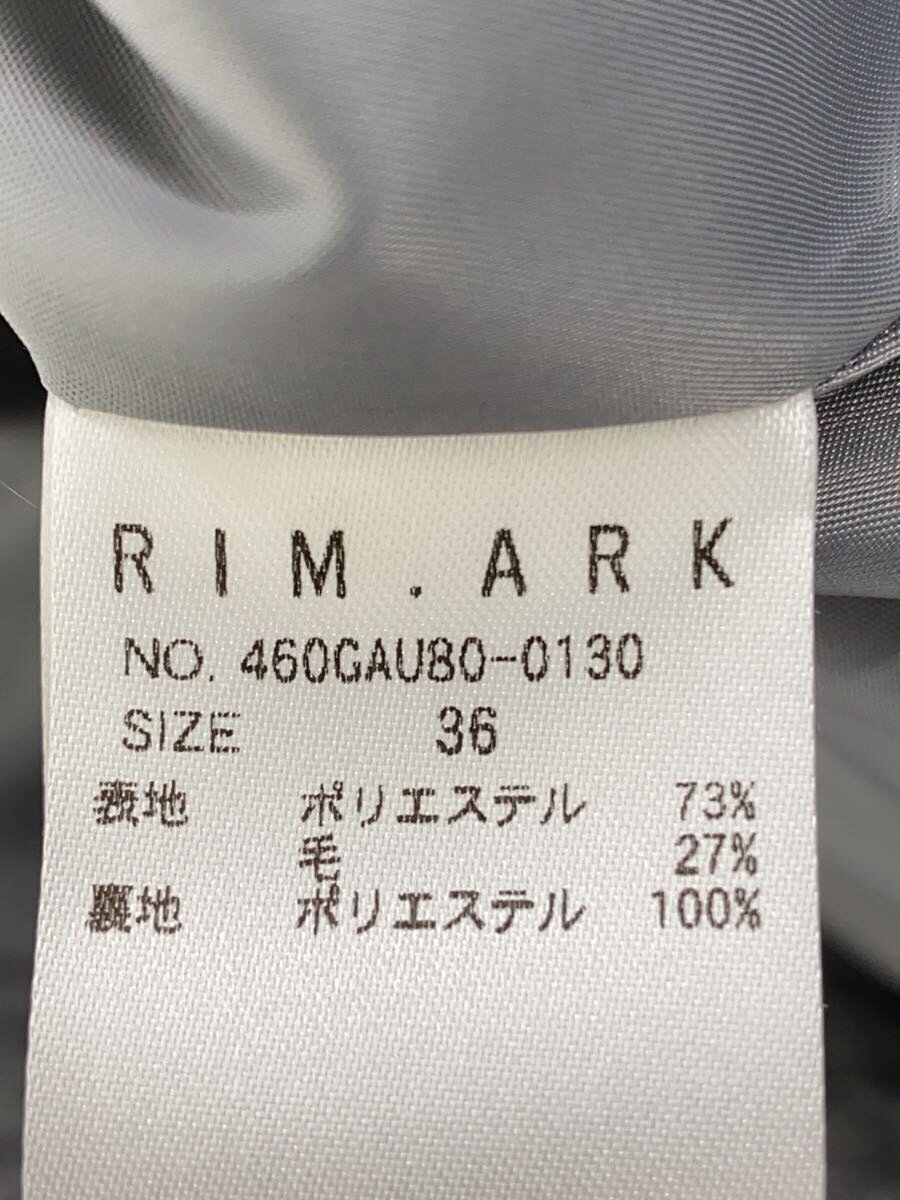 RIM.ARK
NO. 460GAU80-0130
SIZE 36
表地 ポリエステル 73%
毛 27%
裏地 ポリエステル 100%